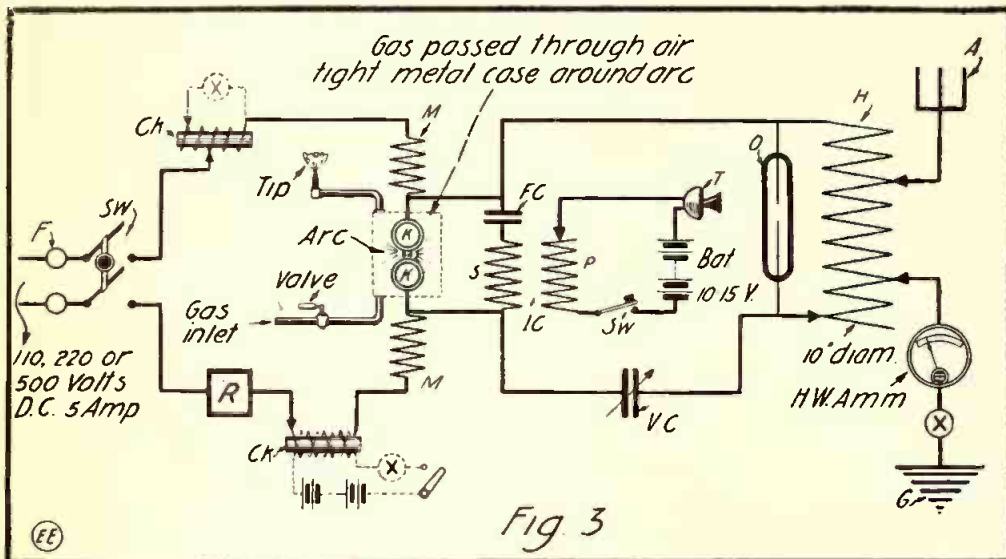 Gas passed through air
tight metal case around arc
A
M
H
Ch
X
O
Tip
FC
T
F
SW
Arc
K
K
S
P
Bat
Valve
10 15 V.
Gas
inlet
IC
SW
110, 220 or
500 Volts
D.C. 5 Amp
M
10" diam.
H.W. Amm
R
VC
X
Ch
X
Gr
Fig. 3
EE